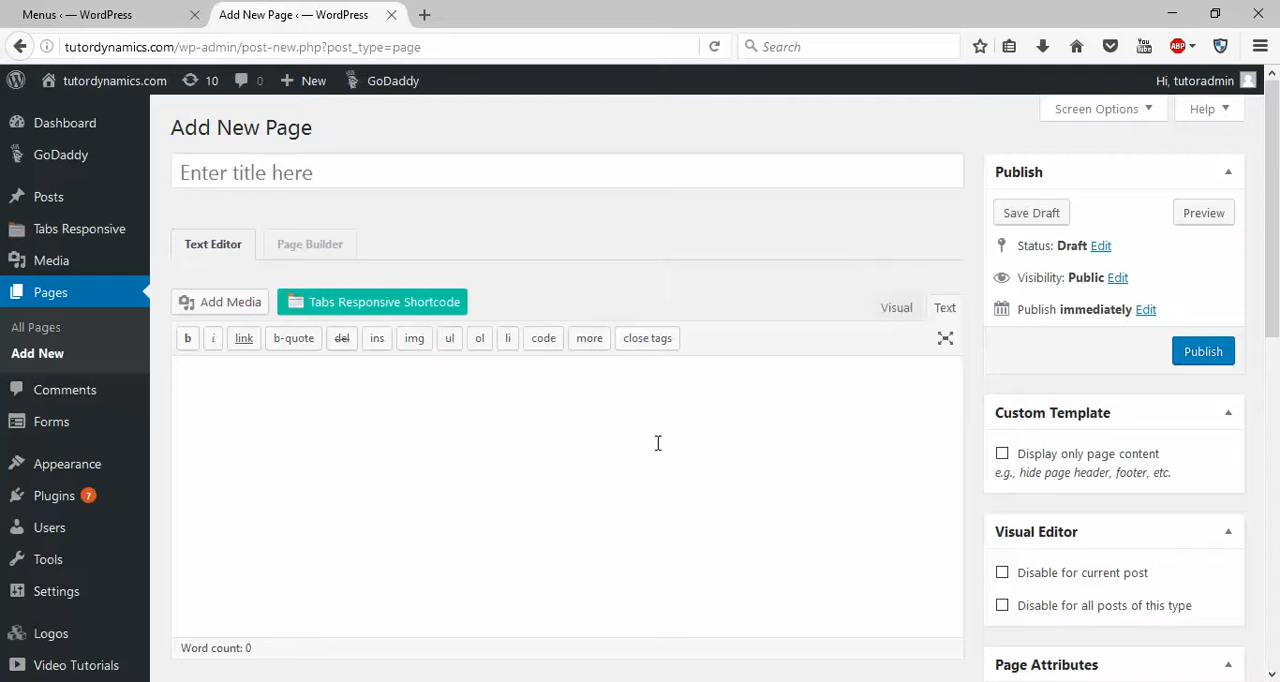 Menus ‹ — WordPress
Add New Page ‹ — WordPress
tutordynamics.com/wp-admin/post-new.php?post_type=page
Search
You Tube
ABP
tutordynamics.com
10
0
New
GoDaddy
Hi, tutoradmin
Dashboard
GoDaddy
Posts
Tabs Responsive
Media
Pages
All Pages
Add New
Comments
Forms
Appearance
Plugins 7
Users
Tools
Settings
Logos
Video Tutorials
Screen Options
Help
Add New Page
Enter title here
Text Editor
Page Builder
Add Media
Tabs Responsive Shortcode
Visual
Text
b
i
link
b-quote
del
ins
img
ul
ol
li
code
more
close tags
Word count: 0
Publish
Save Draft
Preview
Status: Draft Edit
Visibility: Public Edit
Publish immediately Edit
Publish
Custom Template
Display only page content
e.g., hide page header, footer, etc.
Visual Editor
Disable for current post
Disable for all posts of this type
Page Attributes